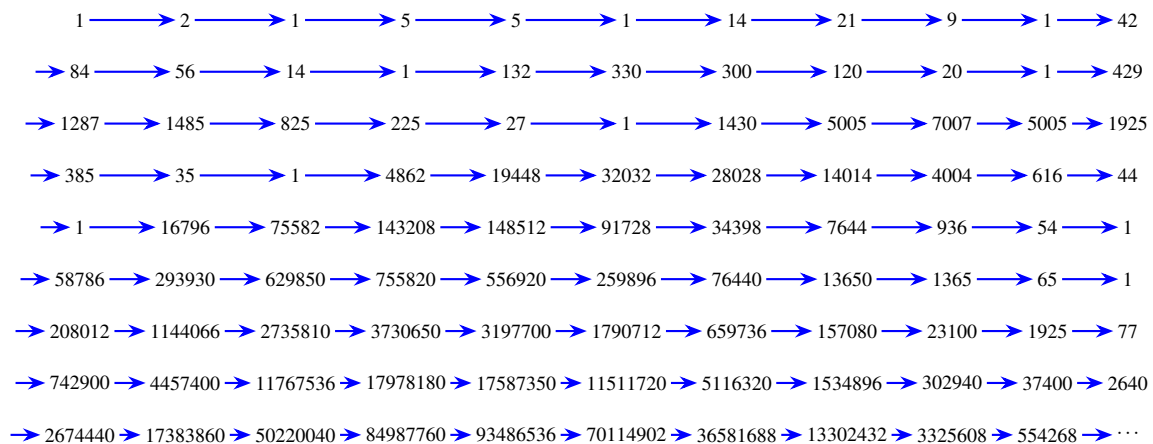 1 → 2 → 1 → 5 → 5 → 1 → 14 → 21 → 9 → 1 → 42
→ 84 → 56 → 14 → 1 → 132 → 330 → 300 → 120 → 20 → 1 → 429
→ 1287 → 1485 → 825 → 225 → 27 → 1 → 1430 → 5005 → 7007 → 5005 → 1925
→ 385 → 35 → 1 → 4862 → 19448 → 32032 → 28028 → 14014 → 4004 → 616 → 44
→ 1 → 16796 → 75582 → 143208 → 148512 → 91728 → 34398 → 7644 → 936 → 54 → 1
→ 58786 → 293930 → 629850 → 755820 → 556920 → 259896 → 76440 → 13650 → 1365 → 65 → 1
→ 208012 → 1144066 → 2735810 → 3730650 → 3197700 → 1790712 → 659736 → 157080 → 23100 → 1925 → 77
→ 742900 → 4457400 → 11767536 → 17978180 → 17587350 → 11511720 → 5116320 → 1534896 → 302940 → 37400 → 2640
→ 2674440 → 17383860 → 50220040 → 84987760 → 93486536 → 70114902 → 36581688 → 13302432 → 3325608 → 554268 → ⋯